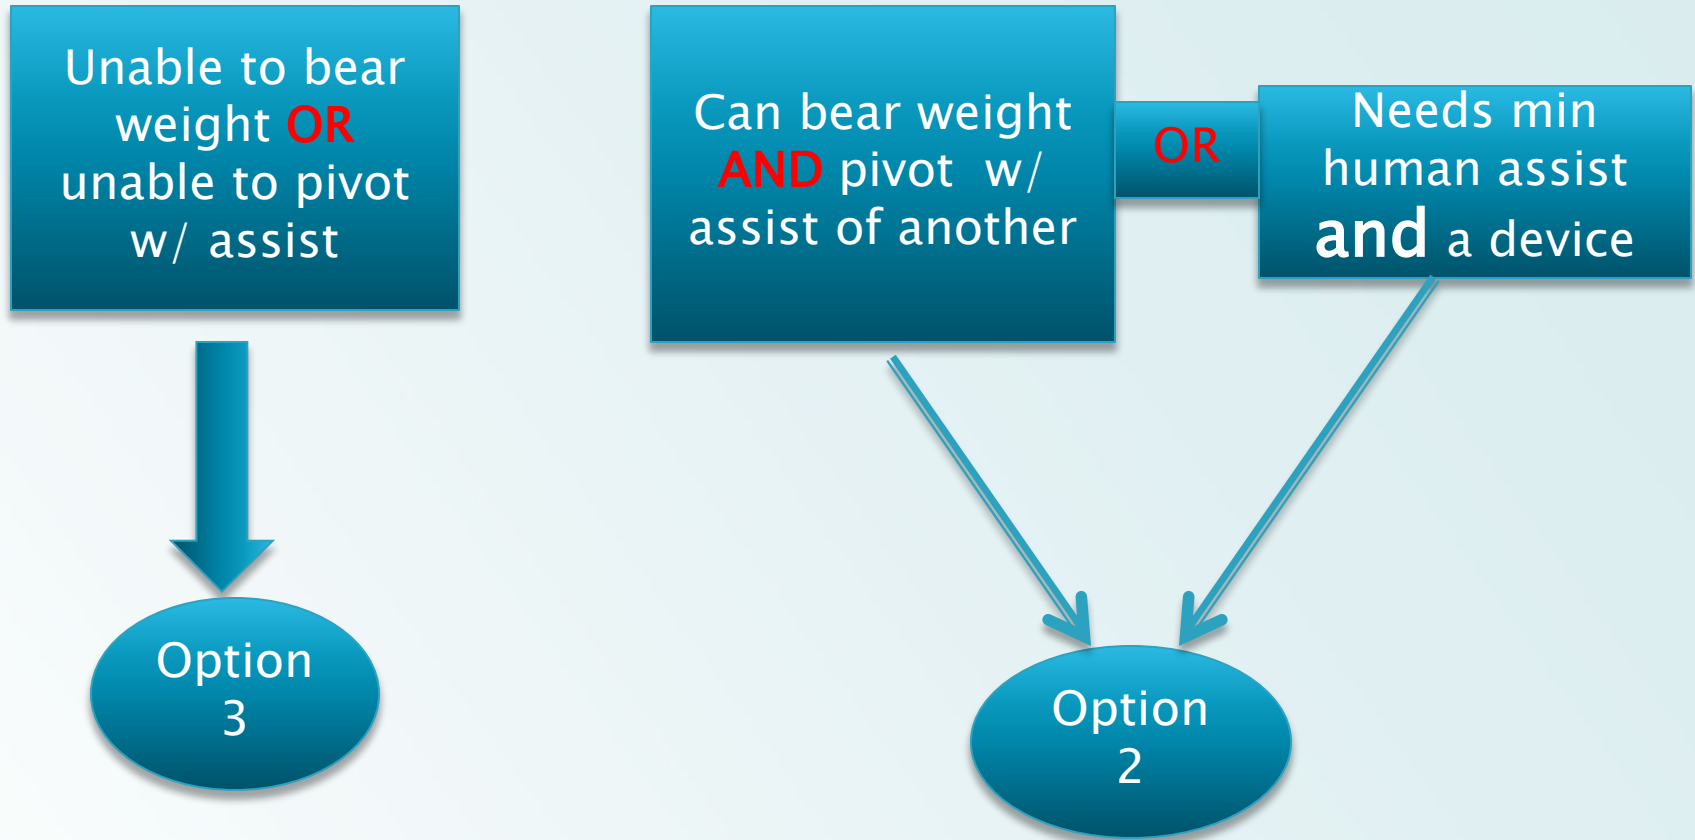 Unable to bear
weight OR
unable to pivot
w/ assist
Can bear weight
AND pivot w/
assist of another
OR
Needs min
human assist
and a device
Option
3
Option
2